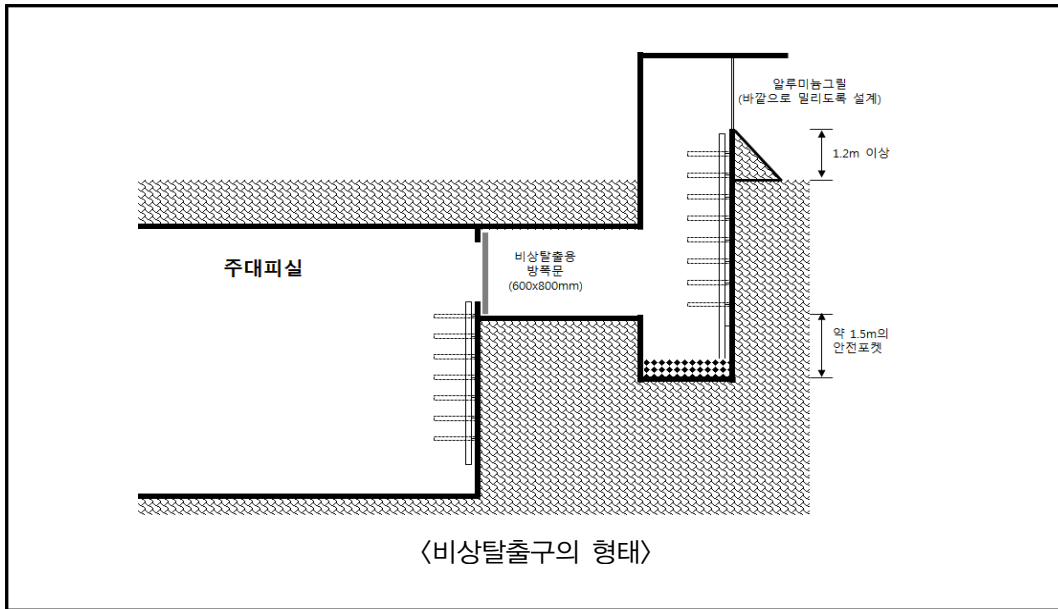 알루미늄그릴
(바깥으로 밀리도록 설계)
1.2m 이상
주대피실
비상탈출용
방폭문
(600x800mm)
약 1.5m의
안전포켓
〈비상탈출구의 형태〉